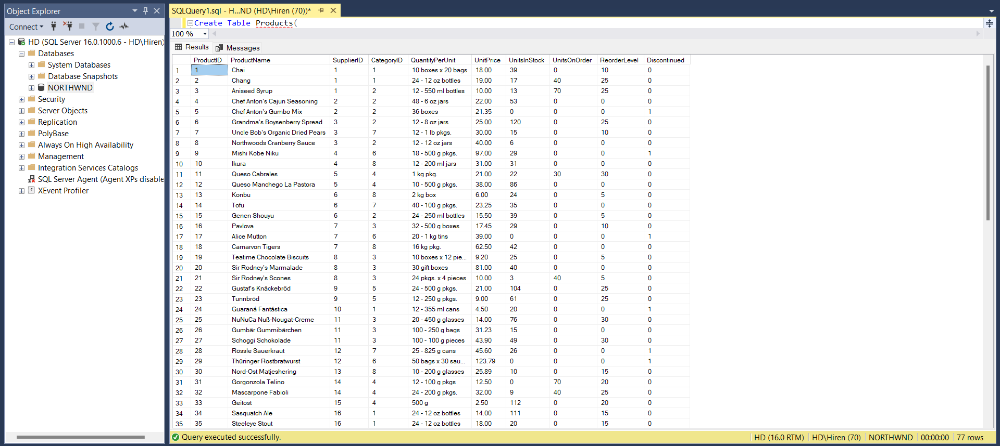 Object Explorer
Connect
HD (SQL Server 16.0.1000.6 - HD\Hiren)
Databases
System Databases
Database Snapshots
NORTHWND
Security
Server Objects
Replication
PolyBase
Always On High Availability
Management
Integration Services Catalogs
SQL Server Agent (Agent XPs disable
XEvent Profiler
SQLQuery1.sql - H...ND (HD\Hiren (70))*
Create Table Products(
100 %
Results Messages
ProductID ProductName SupplierID CategoryID QuantityPerUnit UnitPrice UnitsInStock UnitsOnOrder ReorderLevel Discontinued
1 1 Chai 1 1 10 boxes x 20 bags 18.00 39 0 10 0
2 2 Chang 1 1 24 - 12 oz bottles 19.00 17 40 25 0
3 3 Aniseed Syrup 1 2 12 - 550 ml bottles 10.00 13 70 25 0
4 4 Chef Anton's Cajun Seasoning 2 2 48 - 6 oz jars 22.00 53 0 0 0
5 5 Chef Anton's Gumbo Mix 2 2 36 boxes 21.35 0 0 0 1
6 6 Grandma's Boysenberry Spread 3 2 12 - 8 oz jars 25.00 120 0 25 0
7 7 Uncle Bob's Organic Dried Pears 3 7 12 - 1 lb pkgs. 30.00 15 0 10 0
8 8 Northwoods Cranberry Sauce 3 2 12 - 12 oz jars 40.00 6 0 0 0
9 9 Mishi Kobe Niku 4 6 18 - 500 g pkgs. 97.00 29 0 0 1
10 10 Ikura 4 8 12 - 200 ml jars 31.00 31 0 0 0
11 11 Queso Cabrales 5 4 1 kg pkg. 21.00 22 30 30 0
12 12 Queso Manchego La Pastora 5 4 10 - 500 g pkgs. 38.00 86 0 0 0
13 13 Konbu 6 8 2 kg box 6.00 24 0 5 0
14 14 Tofu 6 7 40 - 100 g pkgs. 23.25 35 0 0 0
15 15 Genen Shouyu 6 2 24 - 250 ml bottles 15.50 39 0 5 0
16 16 Pavlova 7 3 32 - 500 g boxes 17.45 29 0 10 0
17 17 Alice Mutton 7 6 20 - 1 kg tins 39.00 0 0 0 1
18 18 Carnarvon Tigers 7 8 16 kg pkg. 62.50 42 0 0 0
19 19 Teatime Chocolate Biscuits 8 3 10 boxes x 12 pie... 9.20 25 0 5 0
20 20 Sir Rodney's Marmalade 8 3 30 gift boxes 81.00 40 0 0 0
21 21 Sir Rodney's Scones 8 3 24 pkgs. x 4 pieces 10.00 3 40 5 0
22 22 Gustaf's Knäckebröd 9 5 24 - 500 g pkgs. 21.00 104 0 25 0
23 23 Tunnbröd 9 5 12 - 250 g pkgs. 9.00 61 0 25 0
24 24 Guaraná Fantástica 10 1 12 - 355 ml cans 4.50 20 0 0 1
25 25 NuNuCa Nuß-Nougat-Creme 11 3 20 - 450 g glasses 14.00 76 0 30 0
26 26 Gumbär Gummibärchen 11 3 100 - 250 g bags 31.23 15 0 0 0
27 27 Schoggi Schokolade 11 3 100 - 100 g pieces 43.90 49 0 30 0
28 28 Rössle Sauerkraut 12 7 25 - 825 g cans 45.60 26 0 0 1
29 29 Thüringer Rostbratwurst 12 6 50 bags x 30 sau... 123.79 0 0 0 1
30 30 Nord-Ost Matjeshering 13 8 10 - 200 g glasses 25.89 10 0 15 0
31 31 Gorgonzola Telino 14 4 12 - 100 g pkgs 12.50 0 70 20 0
32 32 Mascarpone Fabioli 14 4 24 - 200 g pkgs. 32.00 9 40 25 0
33 33 Geitost 15 4 500 g 2.50 112 0 20 0
34 34 Sasquatch Ale 16 1 24 - 12 oz bottles 14.00 111 0 15 0
35 35 Steeleye Stout 16 1 24 - 12 oz bottles 18.00 20 0 15 0
Query executed successfully. HD (16.0 RTM) HD\Hiren (70) NORTHWND 00:00:00 77 rows